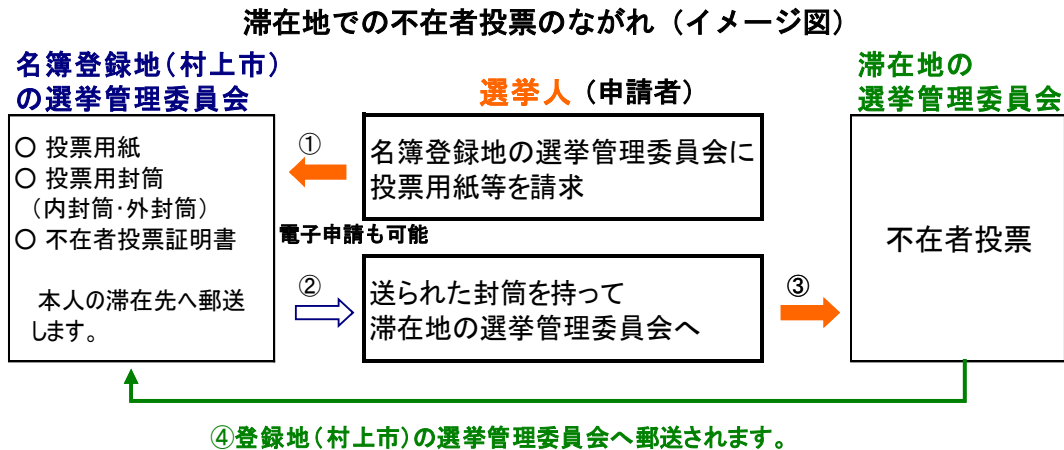 滞在地での不在者投票のながれ（イメージ図）
名簿登録地（村上市）
の選挙管理委員会
〇 投票用紙
〇 投票用封筒
（内封筒・外封筒）
〇 不在者投票証明書
本人の滞在先へ郵送
します。
選挙人（申請者）
①
名簿登録地の選挙管理委員会に
投票用紙等を請求
電子申請も可能
②
送られた封筒を持って
滞在地の選挙管理委員会へ
③
滞在地の
選挙管理委員会
不在者投票
④登録地（村上市）の選挙管理委員会へ郵送されます。